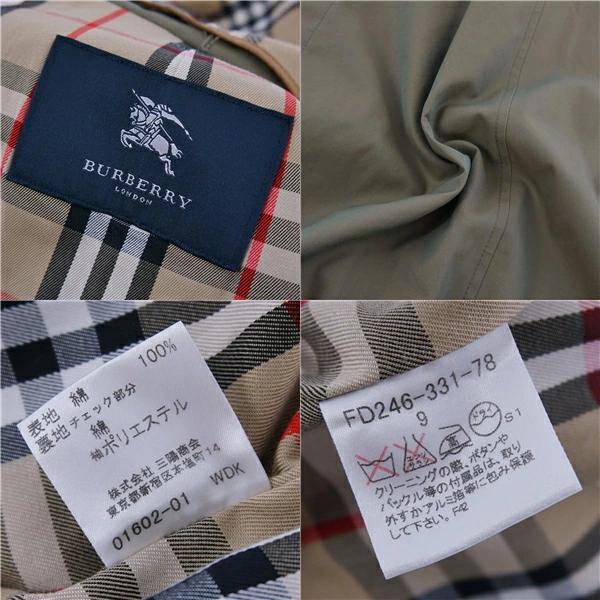 BURBERRY
LONDON
表地 綿 100%
裏地 チェック部分
綿
袖ポリエステル
株式会社 三陽商会
東京都新宿区本塩町14
01602-01 WDK
FD246-331-78
9
ドライ
S1
クリーニングの際、ボタンや
バックル等の付属品は、取り
外すかアルミ箔等に包み保護
して下さい。F42